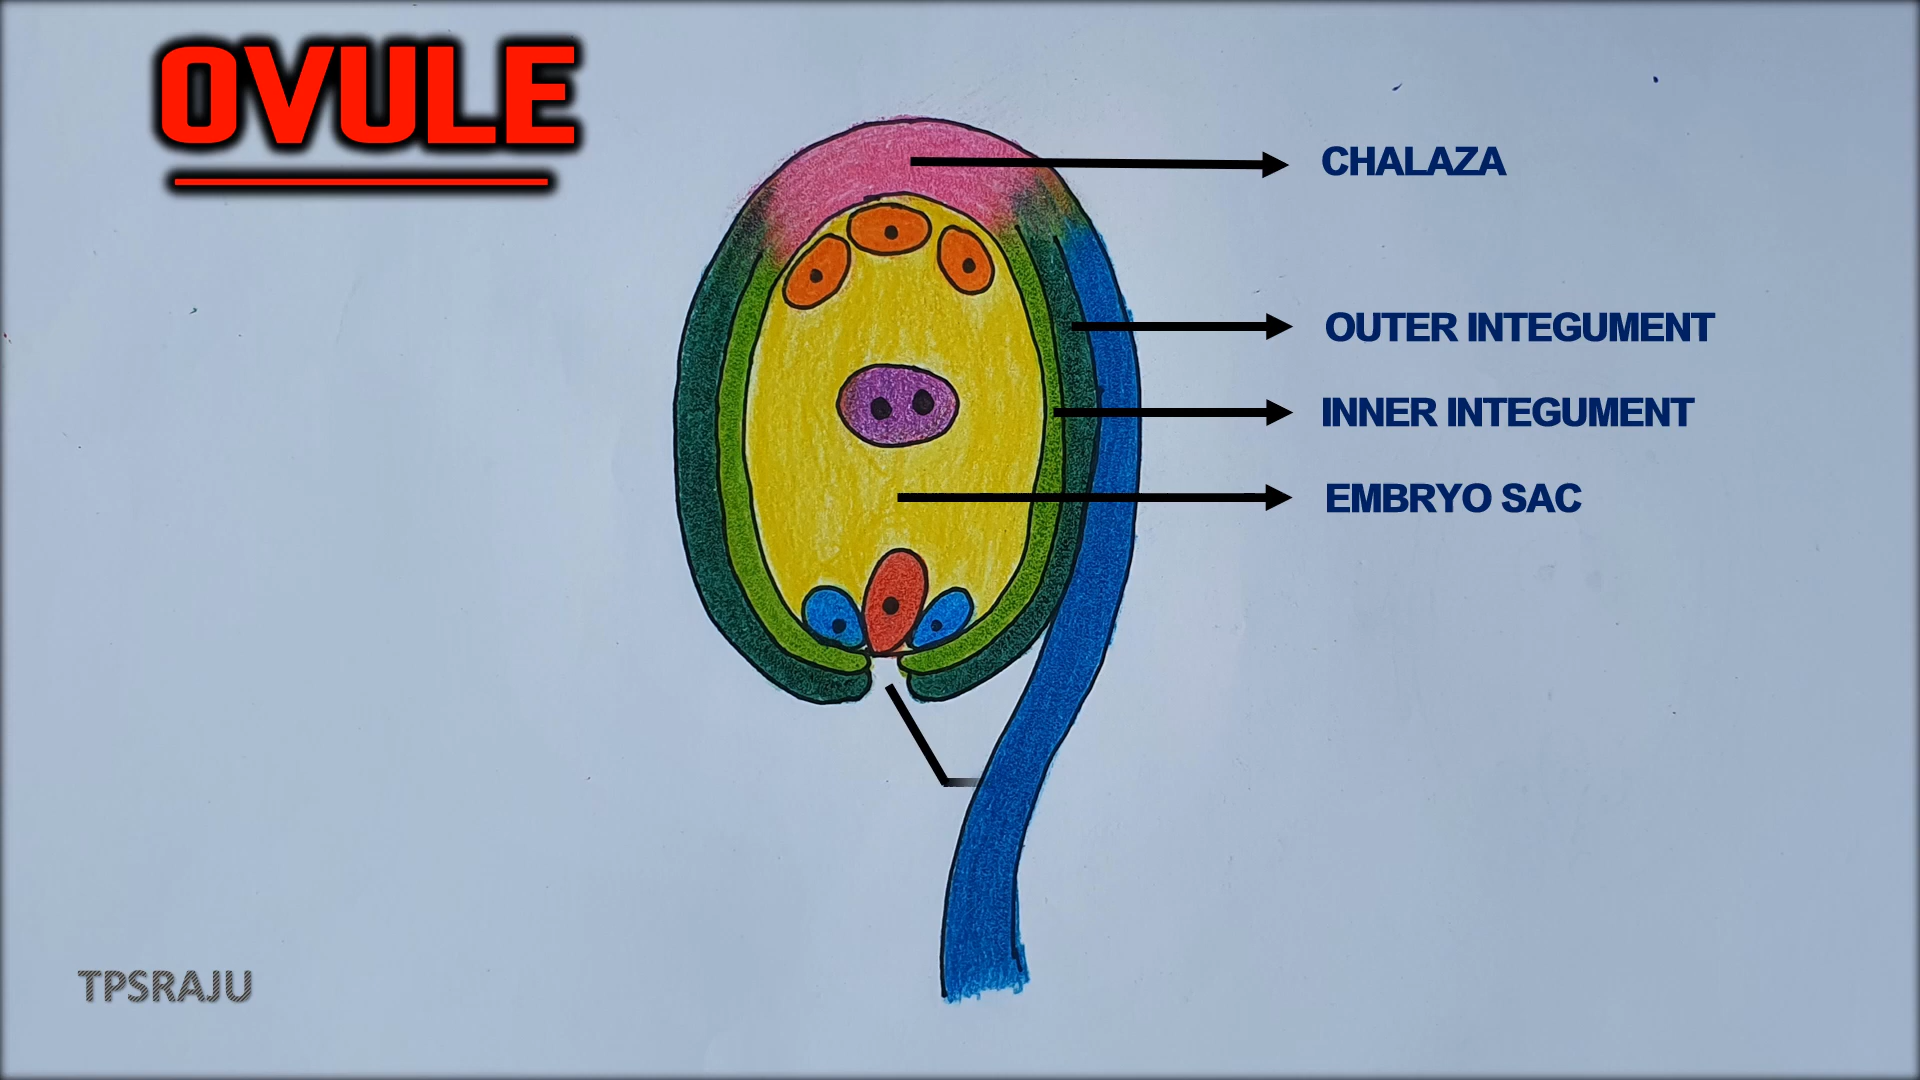 OVULE
CHALAZA
OUTER INTEGUMENT
INNER INTEGUMENT
EMBRYO SAC
TPSRAJU